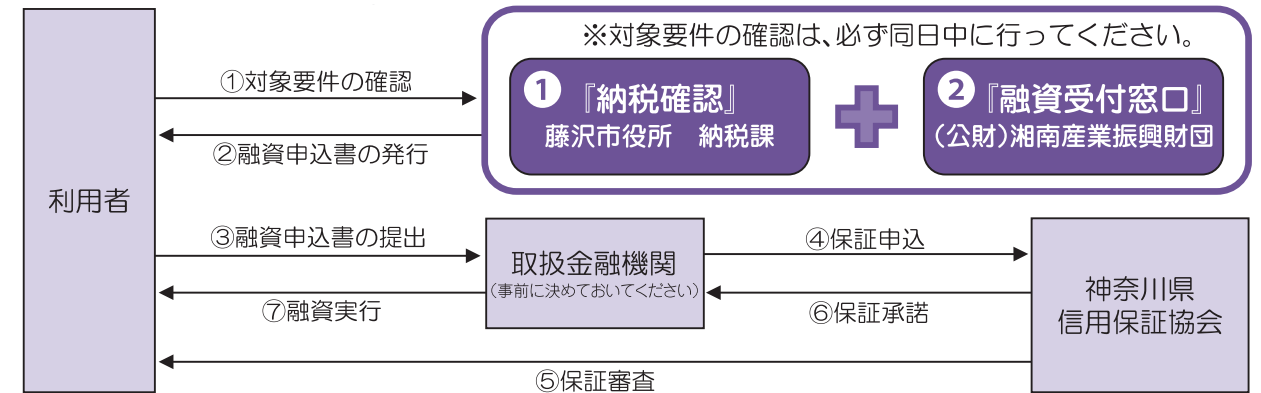 ※対象要件の確認は、必ず同日中に行ってください。
①対象要件の確認
❶『納税確認』
藤沢市役所　納税課
❷『融資受付窓口』
(公財)湘南産業振興財団
②融資申込書の発行
利用者
③融資申込書の提出
取扱金融機関
(事前に決めておいてください)
④保証申込
神奈川県
信用保証協会
⑦融資実行
⑥保証承諾
⑤保証審査